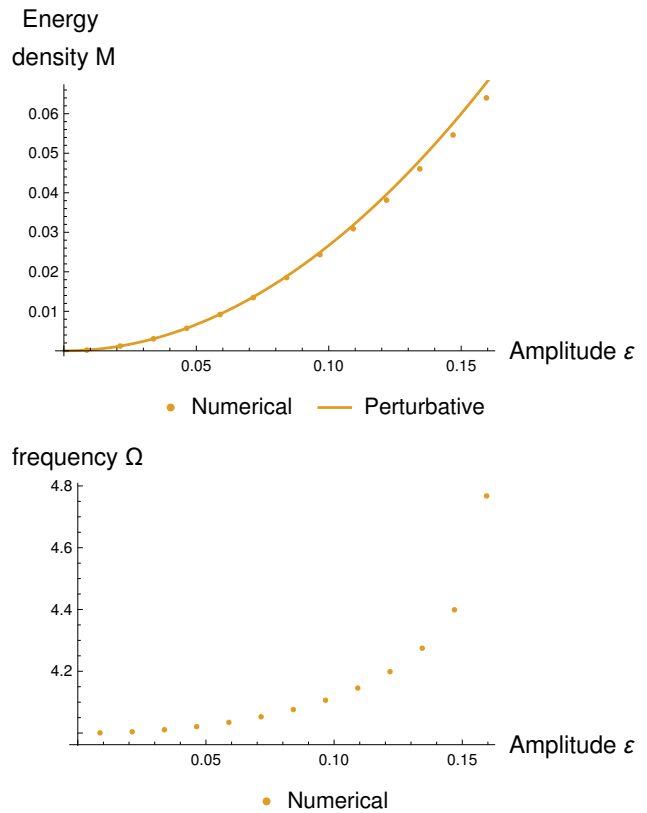 Energy
density M
0.06
0.05
0.04
0.03
0.02
0.01
0.05 0.10 0.15 Amplitude ε
Numerical Perturbative
frequency Ω
4.8
4.6
4.4
4.2
0.05 0.10 0.15 Amplitude ε
Numerical